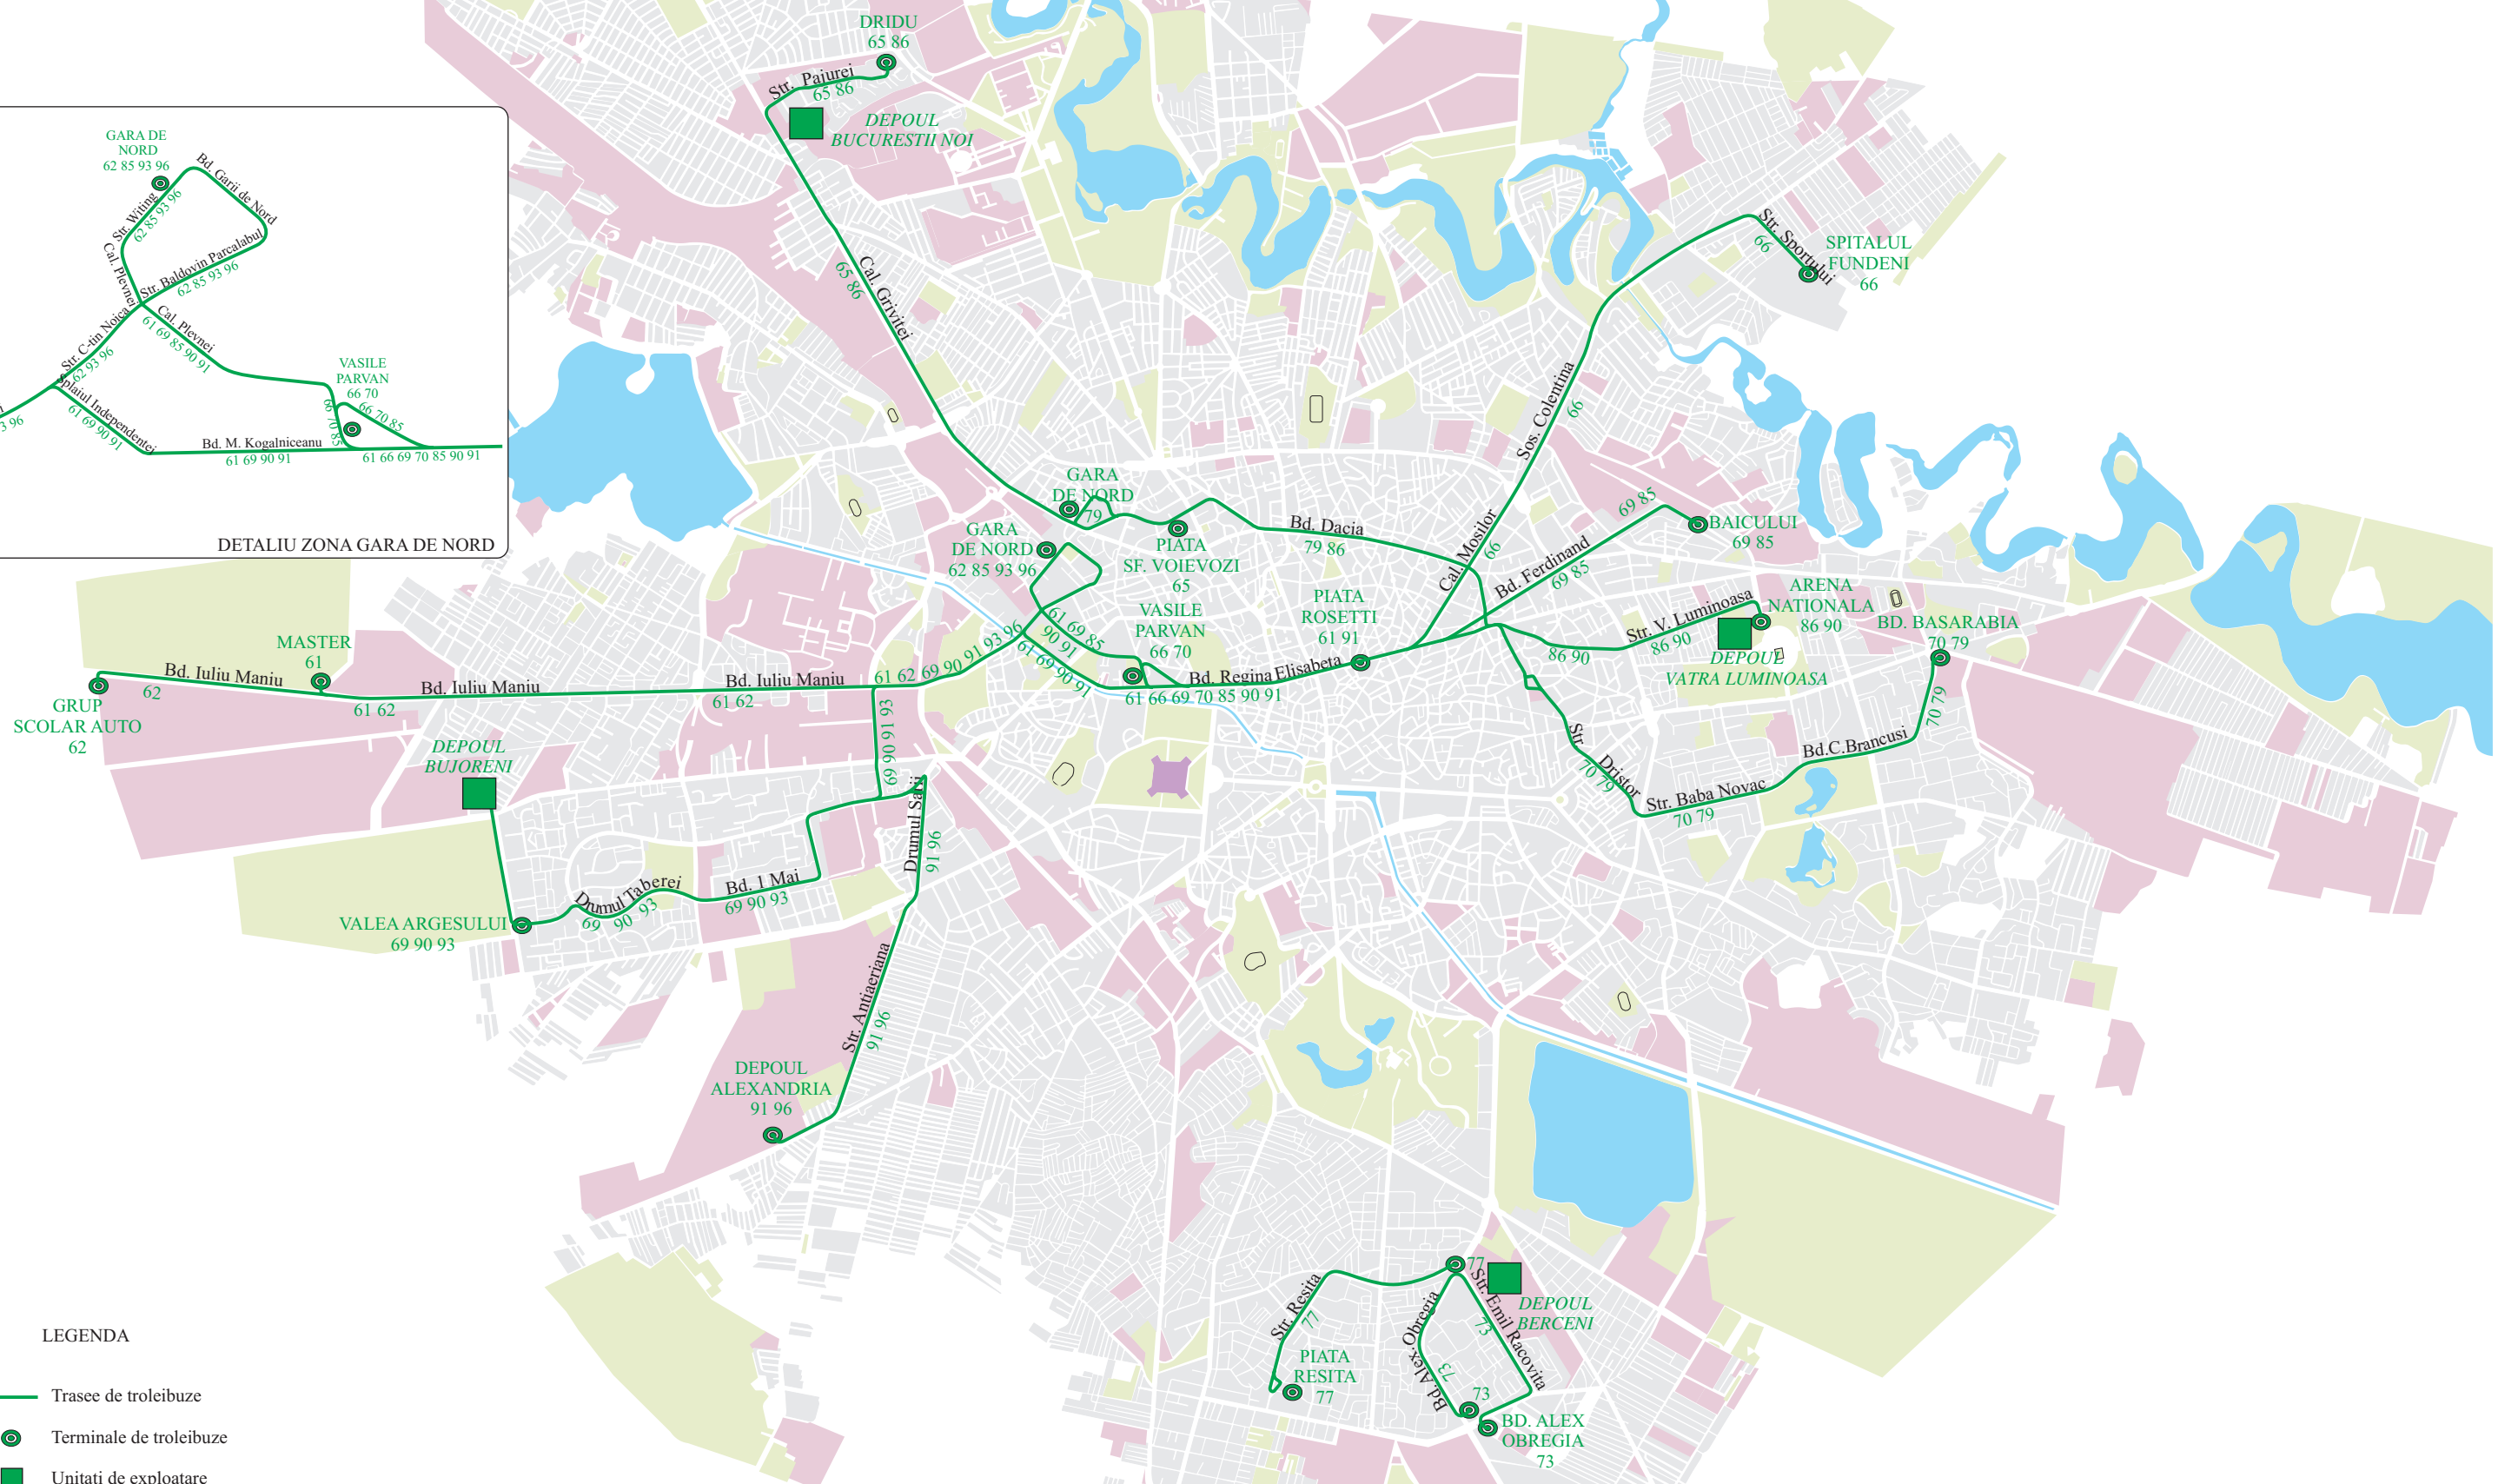 DRIDU
65 86
Str. Pajurei
65 86
DEPOUL
BUCURESTII NOI
GARA DE
NORD
62 85 93 96
Bd. Garii de Nord
Str. Witing
62 85 93 96
Cal. Plevnei
Str. Baldovin Parcalabul
62 85 93 96
Str. C-tin Noica
62 93 96
Cal. Plevnei
61 69 85 90 91
VASILE
PARVAN
66 70
66 70 85
66 70 85
Splaiul Independentei
61 69 90 91
3 96
Bd. M. Kogalniceanu
61 69 90 91
61 66 69 70 85 90 91
DETALIU ZONA GARA DE NORD
Cal. Grivitei
65 86
Str. Sportului
66
SPITALUL
FUNDENI
66
Sos. Colentina
66
GARA
DE NORD
79
GARA
DE NORD
62 85 93 96
PIATA
SF. VOIEVOZI
65
Bd. Dacia
79 86
Cal. Mosilor
66
69 85
BAICULUI
69 85
Bd. Ferdinand
69 85
ARENA
NATIONALA
86 90
Str. V. Luminoasa
86 90
86 90
DEPOUL
VATRA LUMINOASA
BD. BASARABIA
70 79
70 79
PIATA
ROSETTI
61 91
VASILE
PARVAN
66 70
61 69 85
90 91
61 69 90 91
Bd. Regina Elisabeta
61 66 69 70 85 90 91
MASTER
61
Bd. Iuliu Maniu
62
GRUP
SCOLAR AUTO
62
61 62
Bd. Iuliu Maniu
Bd. Iuliu Maniu
61 62
61 62 69 90 91 93 96
69 90 91 93
DEPOUL
BUJORENI
Str. Dristor
70 79
Str. Baba Novac
70 79
Bd.C.Brancusi
Drumul Sarii
91 96
Drumul Taberei
69 90 93
Bd. 1 Mai
69 90 93
VALEA ARGESULUI
69 90 93
Str. Antiaeriana
91 96
DEPOUL
ALEXANDRIA
91 96
77
Str. Resita
77
PIATA
RESITA
77
Bd.Alex.Obregia
73
Str. Emil Racovita
73
DEPOUL
BERCENI
73
BD. ALEX
OBREGIA
73
LEGENDA
Trasee de troleibuze
Terminale de troleibuze
Unitati de exploatare